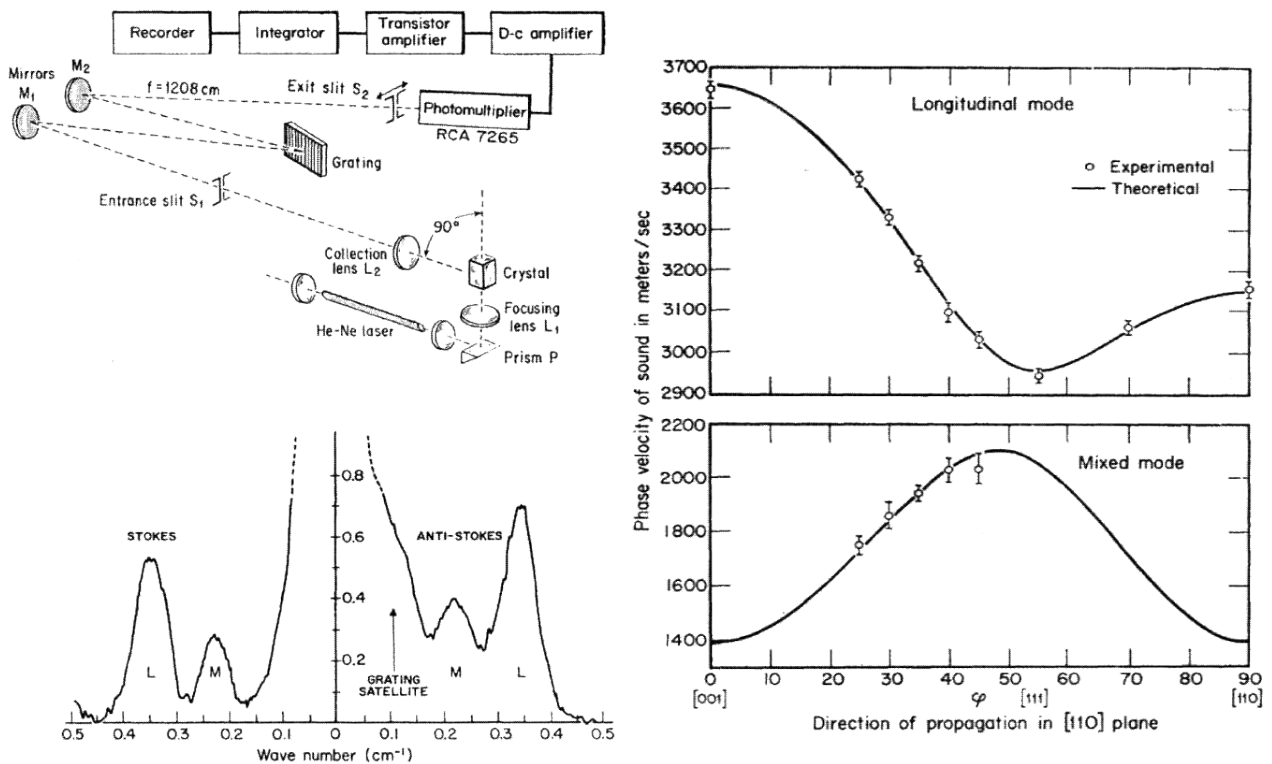 Recorder
Integrator
Transistor
amplifier
D-c amplifier
Mirrors
M1
M2
f = 1208 cm
Exit slit S2
Photomultiplier
RCA 7265
Grating
Entrance slit S1
90°
Collection
lens L2
Crystal
Focusing
lens L1
He-Ne laser
Prism P
0.8
0.6
0.4
0.2
STOKES
ANTI-STOKES
L
M
GRATING
SATELLITE
M
L
0.5
0.4
0.3
0.2
0.1
0
0.1
0.2
0.3
0.4
0.5
Wave number (cm⁻¹)
Phase velocity of sound in meters/sec
3700
3600
3500
3400
3300
3200
3100
3000
2900
Longitudinal mode
Experimental
Theoretical
2200
2000
1800
1600
1400
Mixed mode
0
10
20
30
40
50
60
70
80
90
[001]
φ
[111]
[110]
Direction of propagation in [110] plane